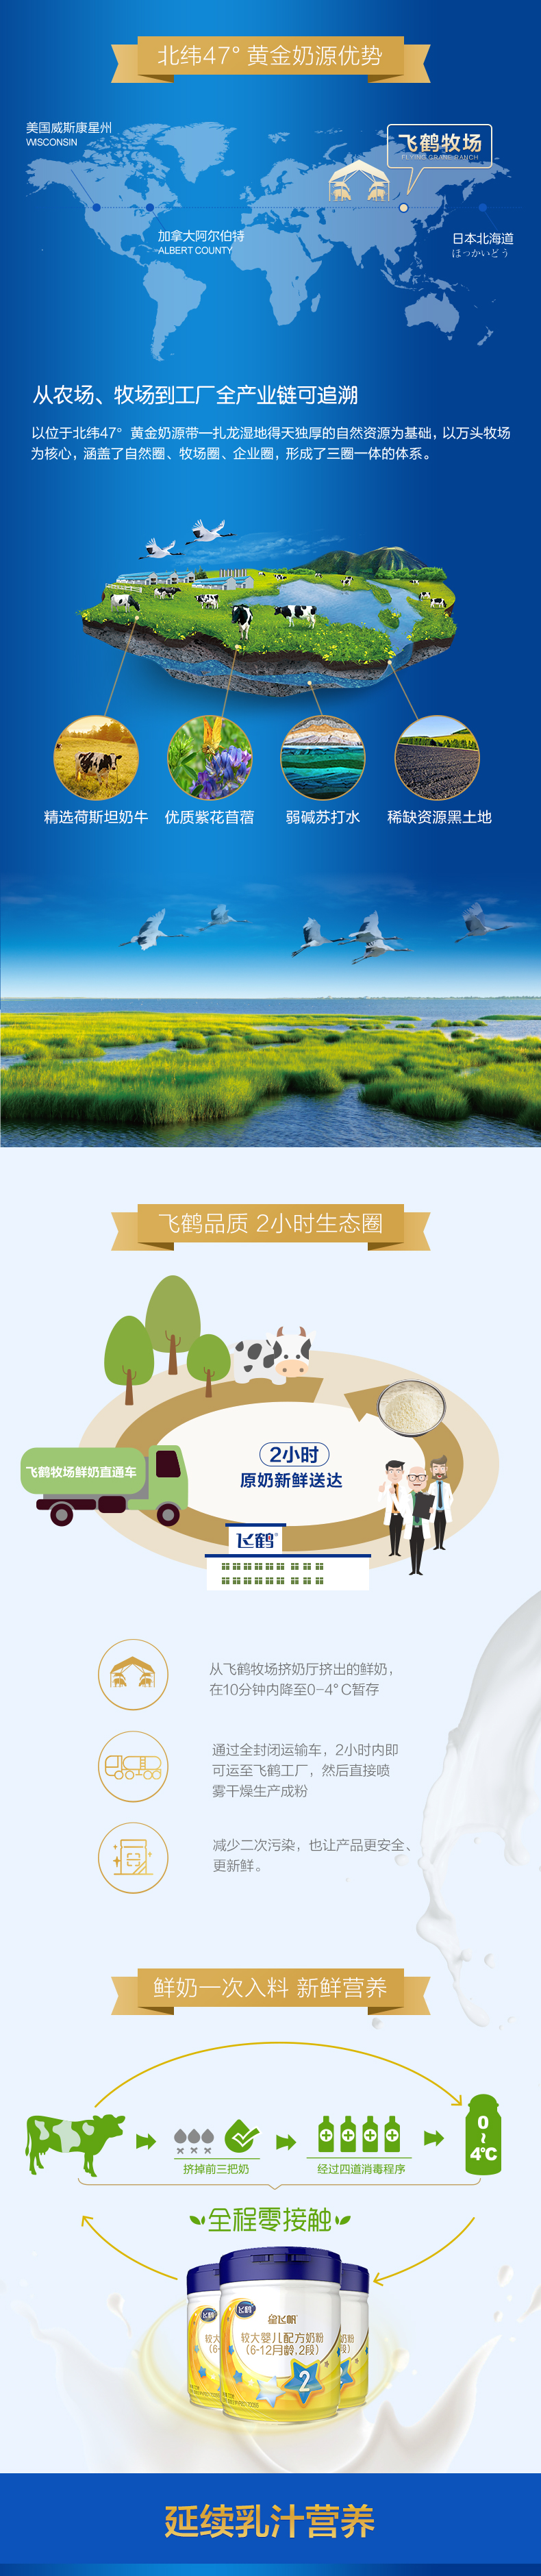 北纬47° 黄金奶源优势
美国威斯康星州
WISCONSIN
飞鹤牧场
FLYING CRANE RANCH
加拿大阿尔伯特
ALBERT COUNTY
日本北海道
ほっかいどう
从农场、牧场到工厂全产业链可追溯
以位于北纬47° 黄金奶源带—扎龙湿地得天独厚的自然资源为基础，以万头牧场
为核心，涵盖了自然圈、牧场圈、企业圈，形成了三圈一体的体系。
精选荷斯坦奶牛 优质紫花苜蓿 弱碱苏打水 稀缺资源黑土地
飞鹤品质 2小时生态圈
2小时
原奶新鲜送达
飞鹤牧场鲜奶直通车
飞鹤
从飞鹤牧场挤奶厅挤出的鲜奶，
在10分钟内降至0-4°C暂存
通过全封闭运输车，2小时内即
可运至飞鹤工厂，然后直接喷
雾干燥生产成粉
减少二次污染，也让产品更安全、
更新鲜。
鲜奶一次入料 新鲜营养
0
~
4℃
挤掉前三把奶
经过四道消毒程序
全程零接触
飞鹤
飞鹤
星飞帆
较大婴儿配方奶粉
(6-12月龄,2段)
2
延续乳汁营养